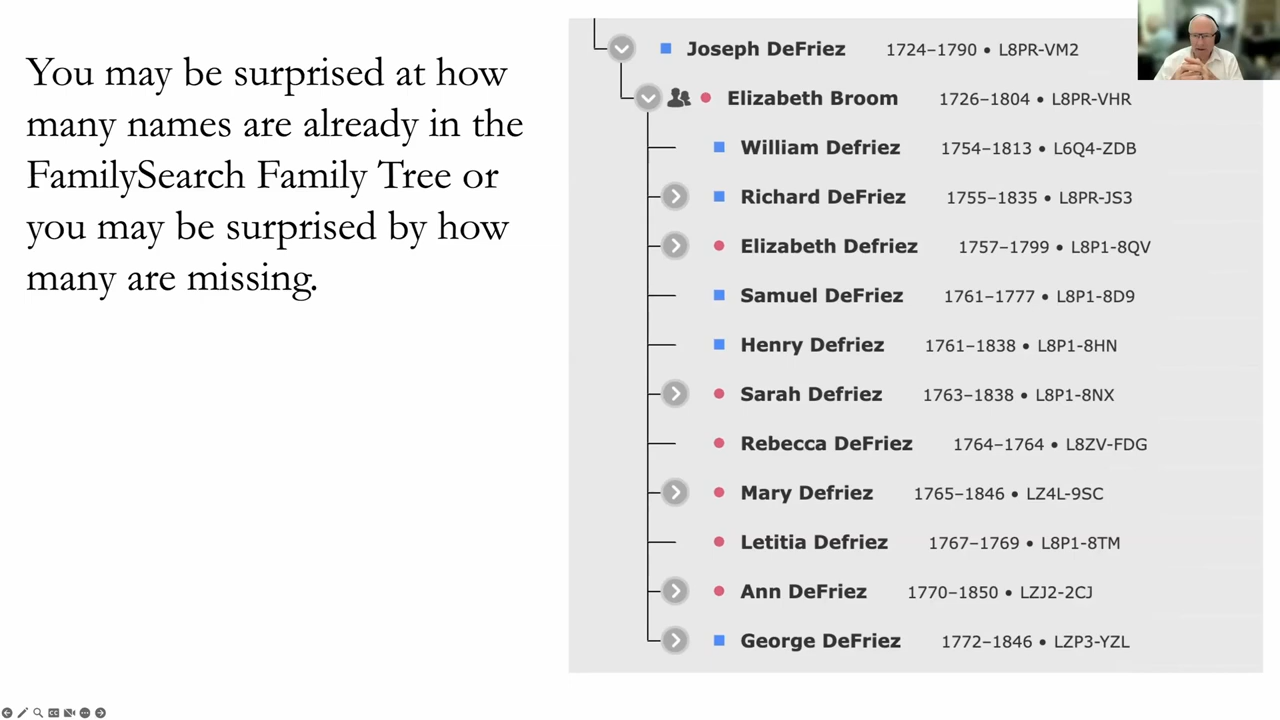 You may be surprised at how
many names are already in the
FamilySearch Family Tree or
you may be surprised by how
many are missing.
Joseph DeFriez 1724–1790 • L8PR-VM2
Elizabeth Broom 1726–1804 • L8PR-VHR
William Defriez 1754–1813 • L6Q4-ZDB
Richard DeFriez 1755–1835 • L8PR-JS3
Elizabeth Defriez 1757–1799 • L8P1-8QV
Samuel DeFriez 1761–1777 • L8P1-8D9
Henry Defriez 1761–1838 • L8P1-8HN
Sarah Defriez 1763–1838 • L8P1-8NX
Rebecca DeFriez 1764–1764 • L8ZV-FDG
Mary Defriez 1765–1846 • LZ4L-9SC
Letitia Defriez 1767–1769 • L8P1-8TM
Ann DeFriez 1770–1850 • LZJ2-2CJ
George DeFriez 1772–1846 • LZP3-YZL